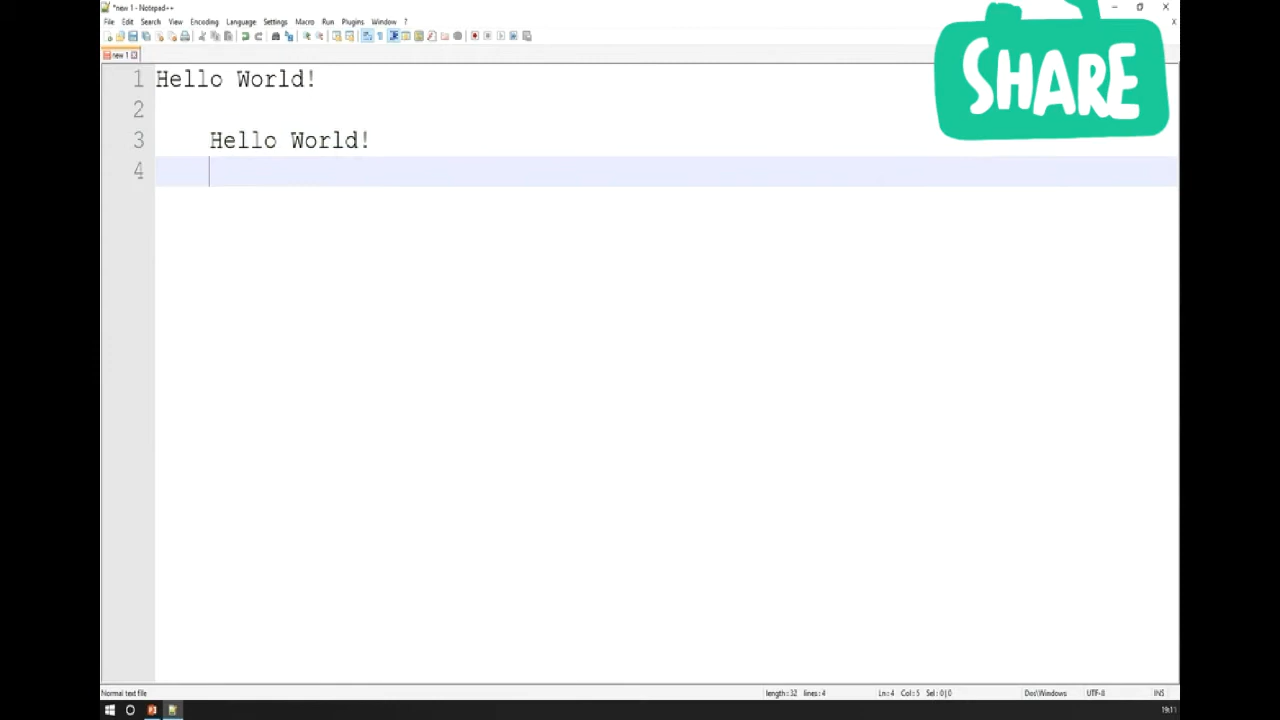 *new 1 - Notepad++
File Edit Search View Encoding Language Settings Macro Run Plugins Window ?
new 1
1 Hello World!
2
3 Hello World!
4
SHARE
Normal text file length:32 lines:4 Ln:4 Col:5 Sel:0|0 Dos\Windows UTF-8 INS
19:11